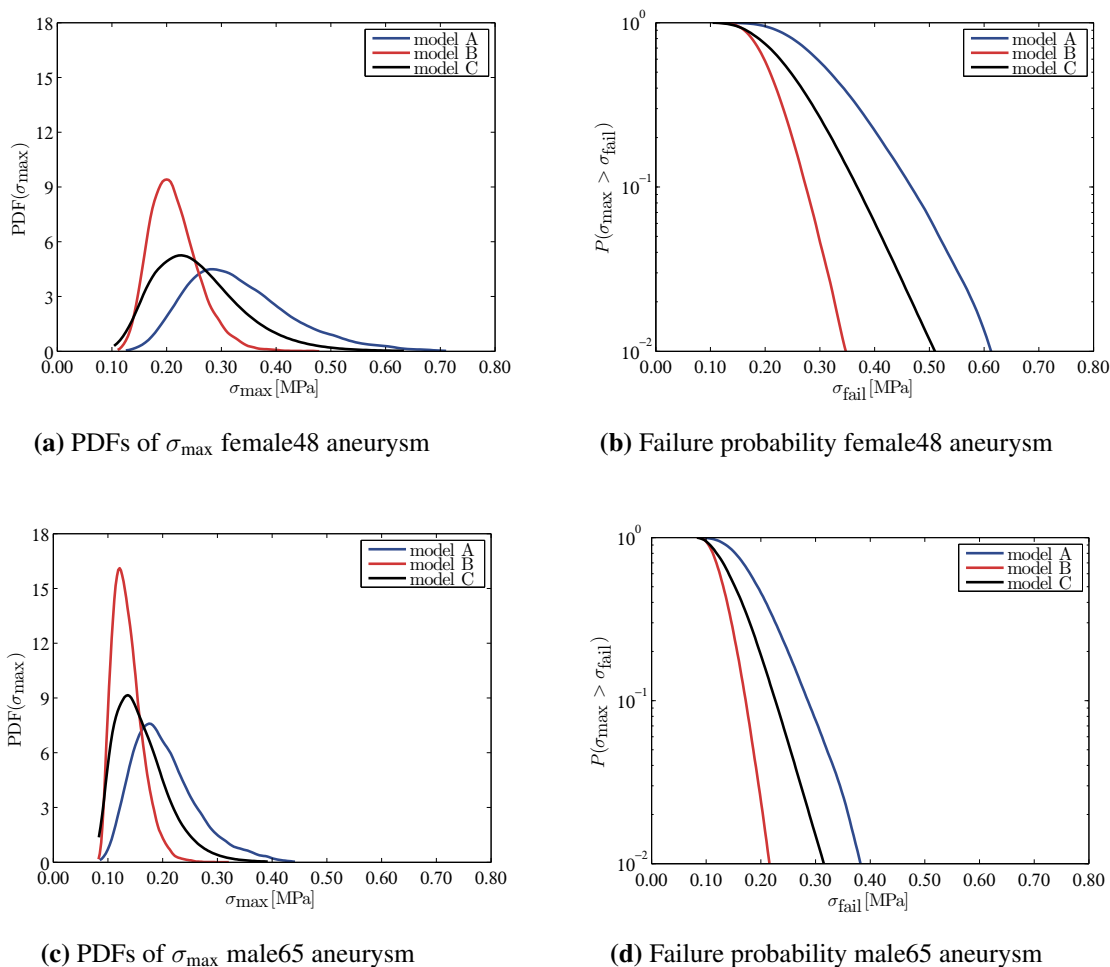 18
15
12
9
6
3
0
PDF(σmax)
model A
model B
model C
0.00 0.10 0.20 0.30 0.40 0.50 0.60 0.70 0.80
σmax [MPa]
(a) PDFs of σmax female48 aneurysm
10^0
10^-1
10^-2
P(σmax > σfail)
model A
model B
model C
0.00 0.10 0.20 0.30 0.40 0.50 0.60 0.70 0.80
σfail [MPa]
(b) Failure probability female48 aneurysm
18
15
12
9
6
3
0
PDF(σmax)
model A
model B
model C
0.00 0.10 0.20 0.30 0.40 0.50 0.60 0.70 0.80
σmax [MPa]
(c) PDFs of σmax male65 aneurysm
10^0
10^-1
10^-2
P(σmax > σfail)
model A
model B
model C
0.00 0.10 0.20 0.30 0.40 0.50 0.60 0.70 0.80
σfail [MPa]
(d) Failure probability male65 aneurysm